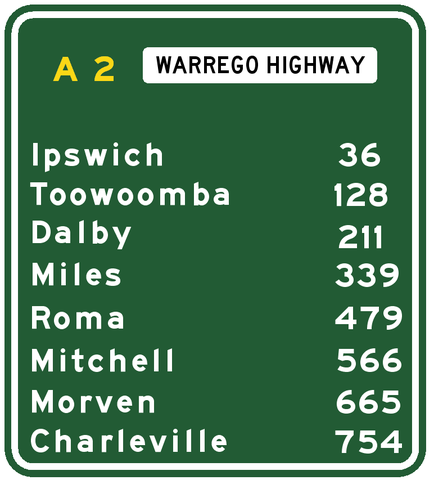 A 2 WARREGO HIGHWAY
Ipswich 36
Toowoomba 128
Dalby 211
Miles 339
Roma 479
Mitchell 566
Morven 665
Charleville 754